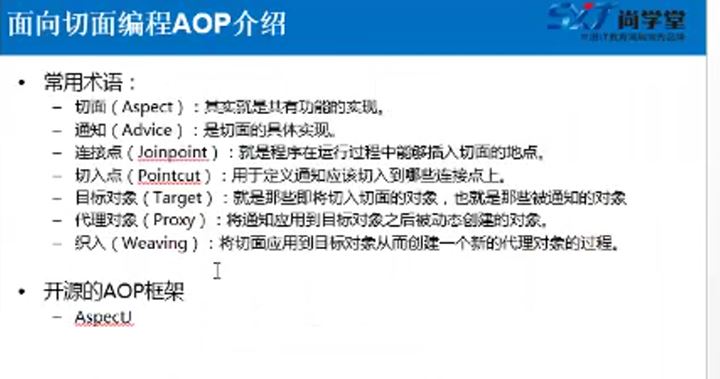 面向切面编程AOP介绍
SXT 尚学堂
• 常用术语：
– 切面（Aspect）：其实就是共有功能的实现。
– 通知（Advice）：是切面的具体实现。
– 连接点（Joinpoint）：就是程序在运行过程中能够插入切面的地点。
– 切入点（Pointcut）：用于定义通知应该切入到哪些连接点上。
– 目标对象（Target）：就是那些即将切入切面的对象，也就是那些被通知的对象
– 代理对象（Proxy）：将通知应用到目标对象之后被动态创建的对象。
– 织入（Weaving）：将切面应用到目标对象从而创建一个新的代理对象的过程。
• 开源的AOP框架
– AspecU